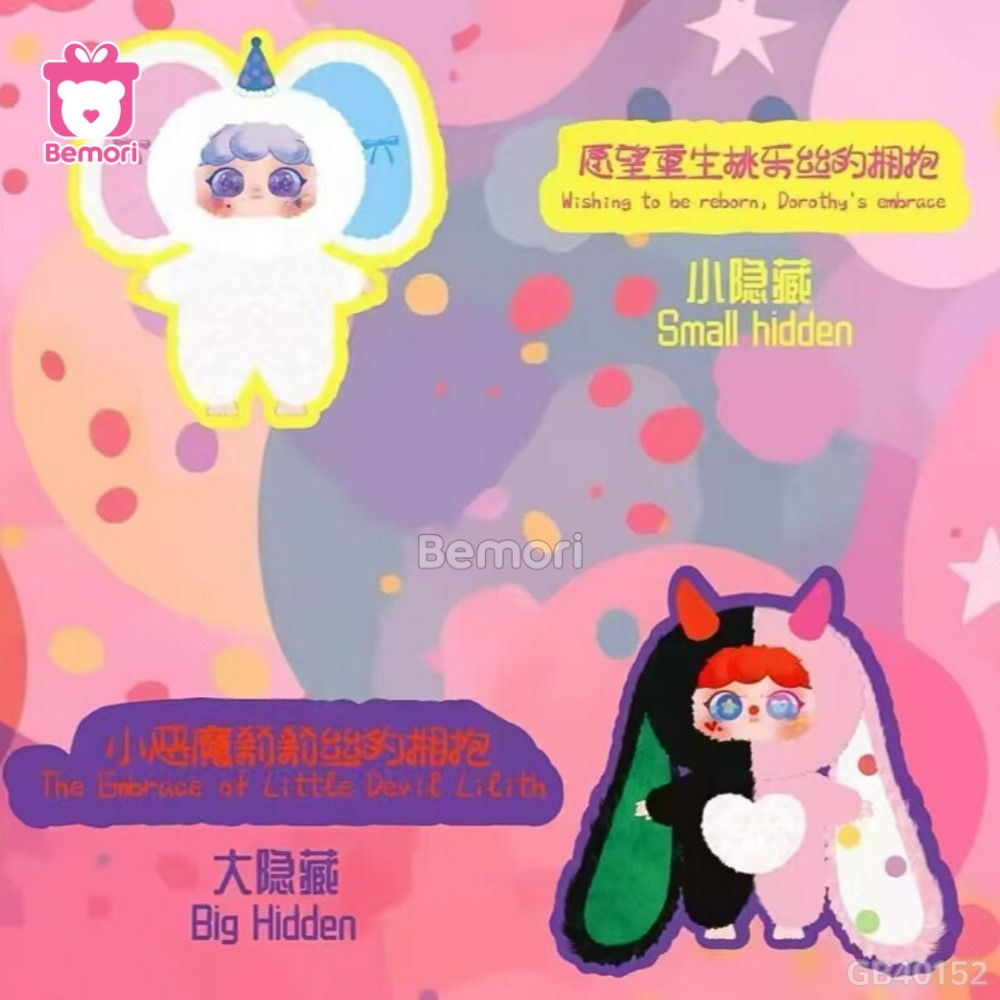 Bemori
愿望重生桃乐丝的拥抱
Wishing to be reborn, Dorothy's embrace
小隐藏
Small hidden
Bemori
小恶魔莉莉丝的拥抱
The Embrace of Little Devil Lilith
大隐藏
Big Hidden
GB40152